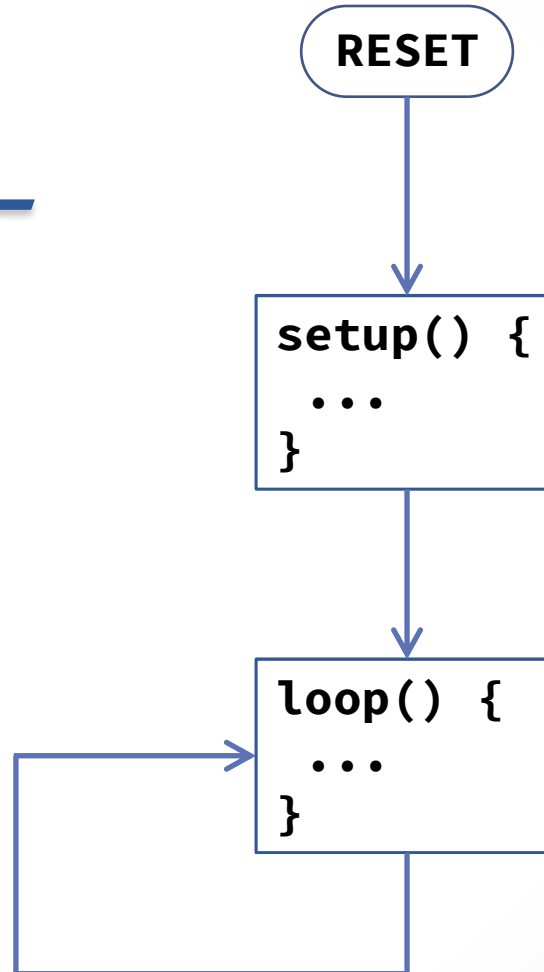 RESET
setup() {
...
}
loop() {
...
}